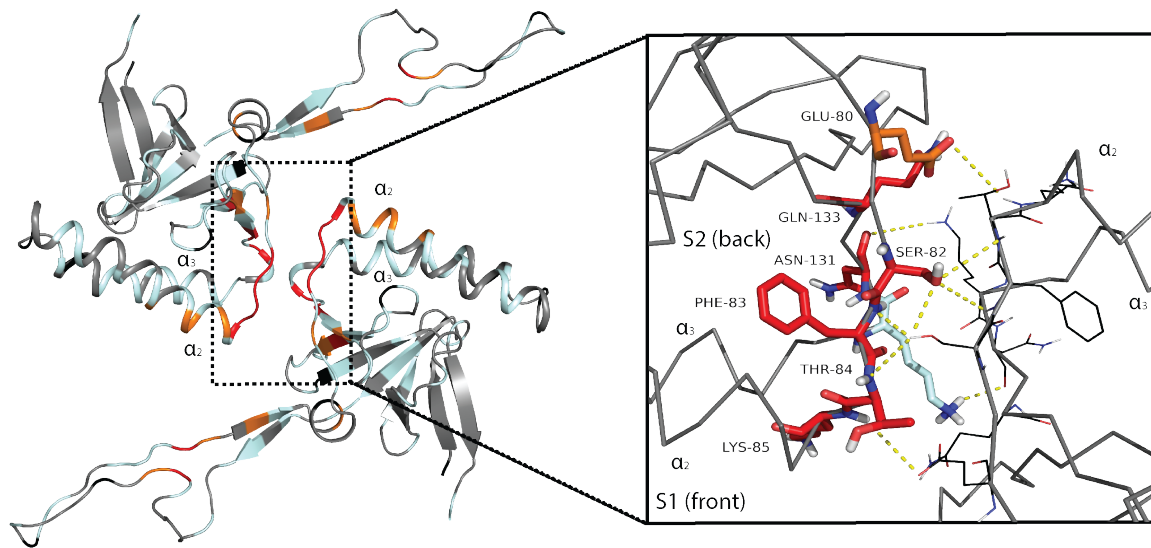 α2
α3
α3
α2
GLU-80
α2
GLN-133
S2 (back)
SER-82
ASN-131
PHE-83
α3
α3
THR-84
LYS-85
α2
S1 (front)